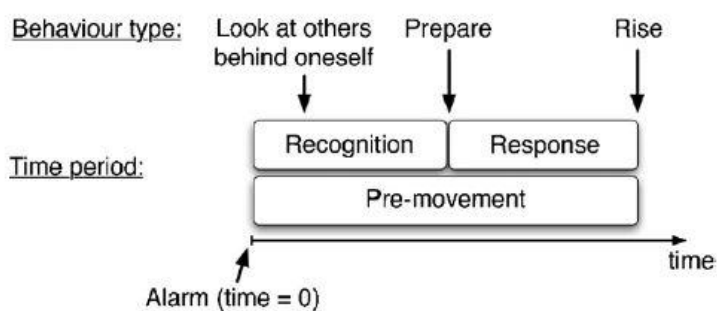 Behaviour type: Look at others Prepare Rise
behind oneself
Recognition Response
Time period:
Pre-movement
time
Alarm (time = 0)